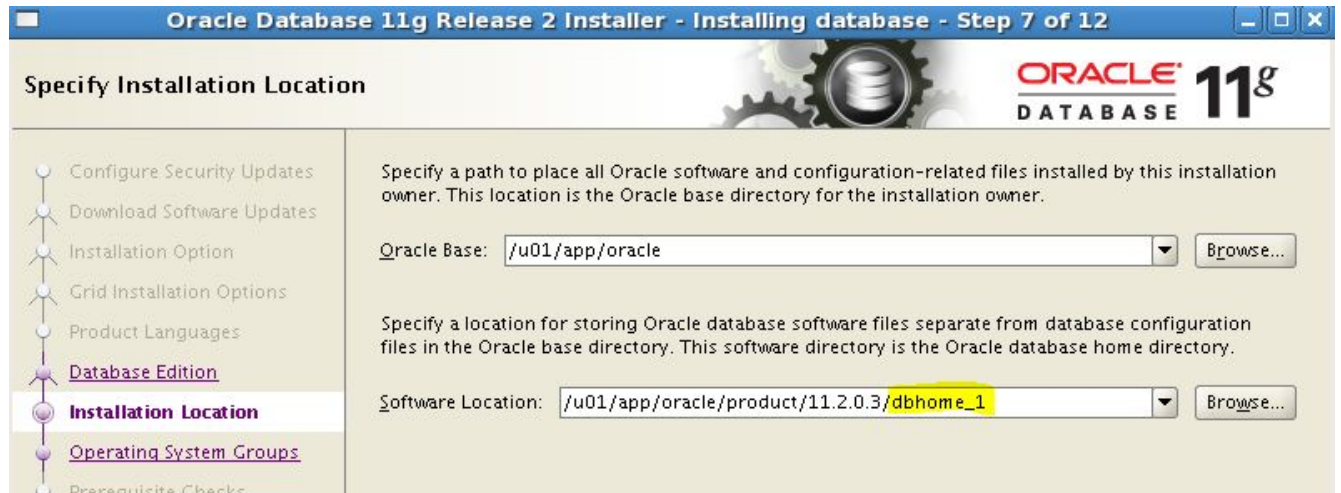 Oracle Database 11g Release 2 Installer - Installing database - Step 7 of 12
Specify Installation Locatio
ORACLE
DATABASE
11g
Configure Security Updates
Download Software Updates
Installation Option
Grid Installation Options
Product Languages
Database Edition
Installation Location
Operating System Groups
Prerequisite Checks
Specify a path to place all Oracle software and configuration-related files installed by this installation
owner. This location is the Oracle base directory for the installation owner.
Oracle Base: /u01/app/oracle Browse...
Specify a location for storing Oracle database software files separate from database configuration
files in the Oracle base directory. This software directory is the Oracle database home directory.
Software Location: /u01/app/oracle/product/11.2.0.3/dbhome_1 Browse...